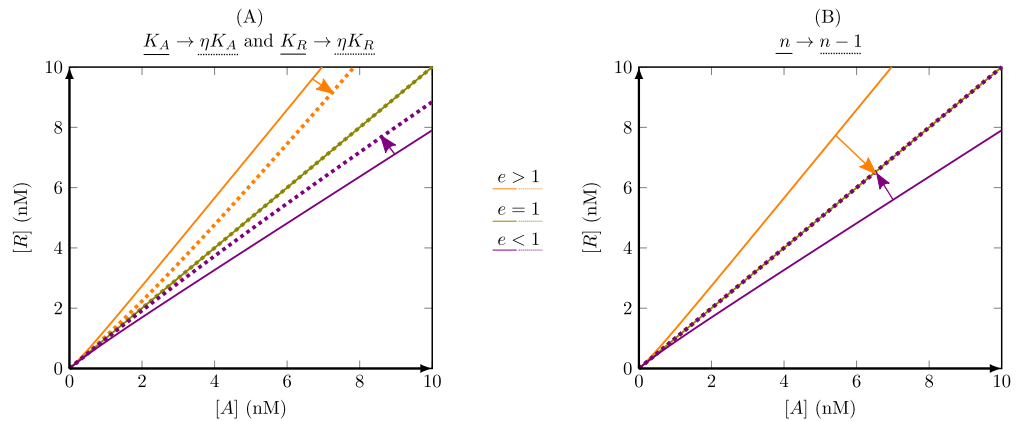 (A)
K_A → ηK_A and K_R → ηK_R
10
8
6
4
2
0
0 2 4 6 8 10
[R] (nM)
[A] (nM)
e > 1
e = 1
e < 1
(B)
n → n − 1
10
8
6
4
2
0
0 2 4 6 8 10
[R] (nM)
[A] (nM)